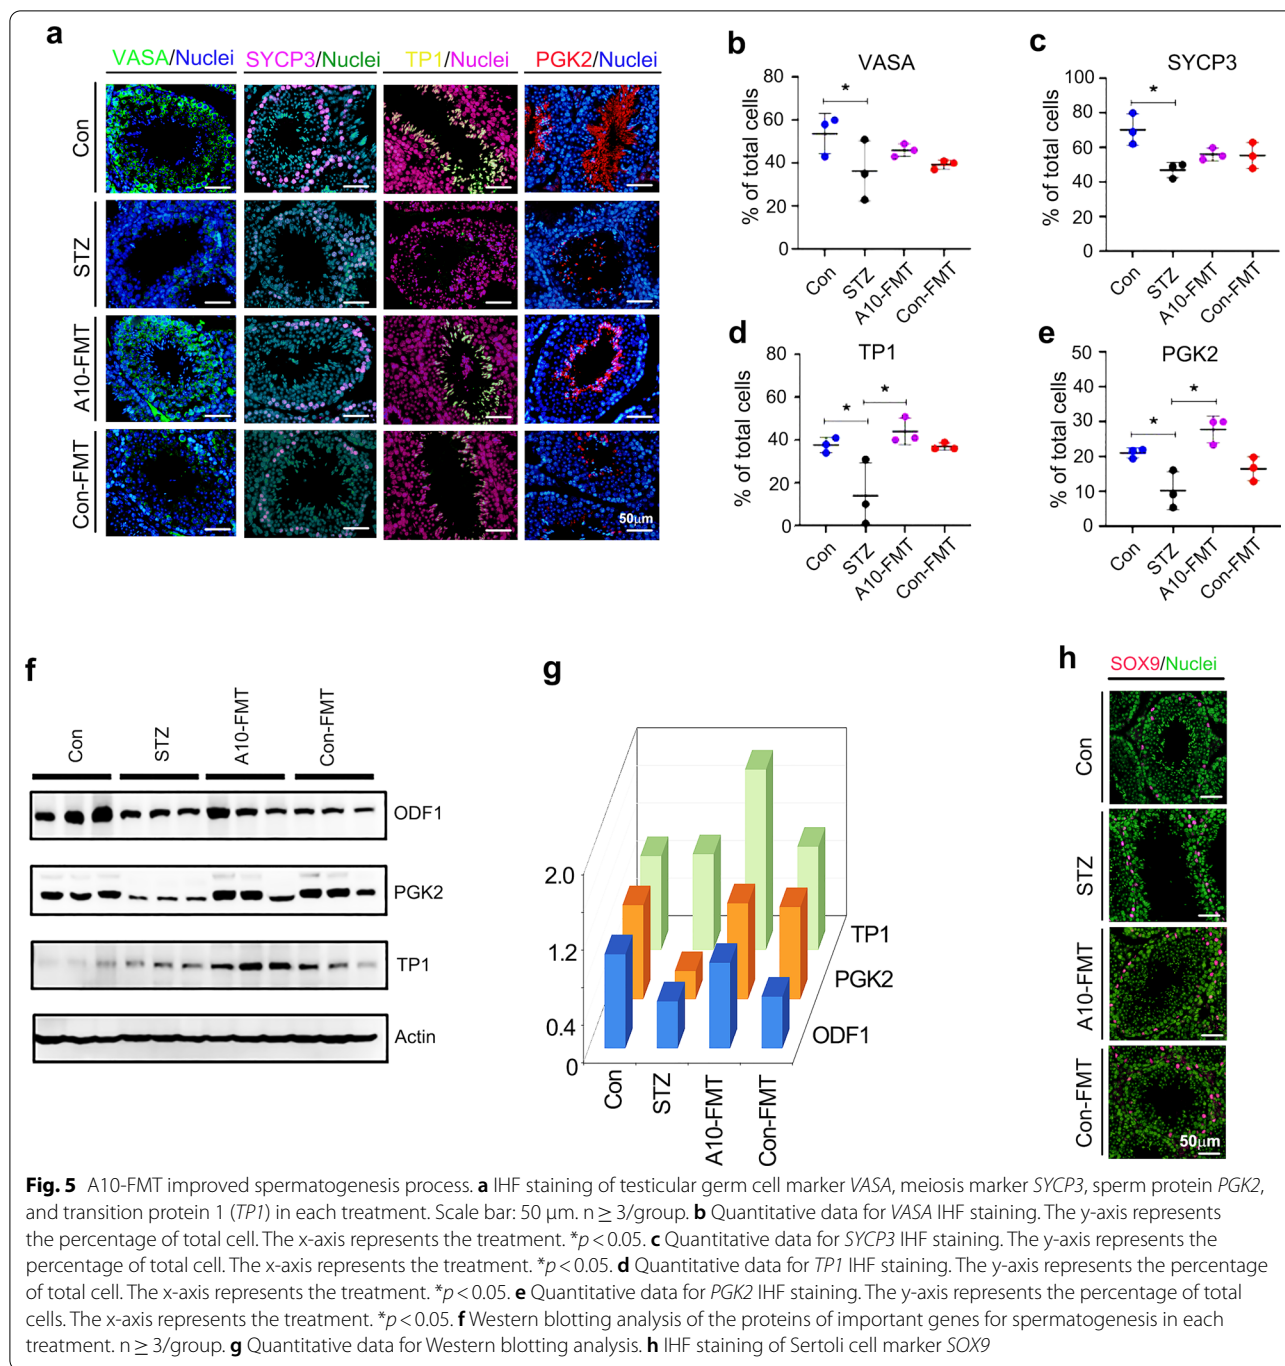 a
VASA/Nuclei SYCP3/Nuclei TP1/Nuclei PGK2/Nuclei
Con
STZ
A10-FMT
Con-FMT
50μm
b
VASA
% of total cells
80
60
40
20
0
*
Con STZ A10-FMT Con-FMT
c
SYCP3
% of total cells
100
80
60
40
20
0
*
Con STZ A10-FMT Con-FMT
d
TP1
% of total cells
80
60
40
20
0
* *
Con STZ A10-FMT Con-FMT
e
PGK2
% of total cells
50
40
30
20
10
0
* *
Con STZ A10-FMT Con-FMT
f
Con STZ A10-FMT Con-FMT
ODF1
PGK2
TP1
Actin
g
2.0
1.2
0.4
0
TP1
PGK2
ODF1
Con STZ A10-FMT Con-FMT
h
SOX9/Nuclei
Con
STZ
A10-FMT
Con-FMT
50μm
Fig. 5 A10-FMT improved spermatogenesis process. a IHF staining of testicular germ cell marker VASA, meiosis marker SYCP3, sperm protein PGK2,
and transition protein 1 (TP1) in each treatment. Scale bar: 50 μm. n ≥ 3/group. b Quantitative data for VASA IHF staining. The y-axis represents
the percentage of total cell. The x-axis represents the treatment. *p < 0.05. c Quantitative data for SYCP3 IHF staining. The y-axis represents the
percentage of total cell. The x-axis represents the treatment. *p < 0.05. d Quantitative data for TP1 IHF staining. The y-axis represents the percentage
of total cell. The x-axis represents the treatment. *p < 0.05. e Quantitative data for PGK2 IHF staining. The y-axis represents the percentage of total
cells. The x-axis represents the treatment. *p < 0.05. f Western blotting analysis of the proteins of important genes for spermatogenesis in each
treatment. n ≥ 3/group. g Quantitative data for Western blotting analysis. h IHF staining of Sertoli cell marker SOX9